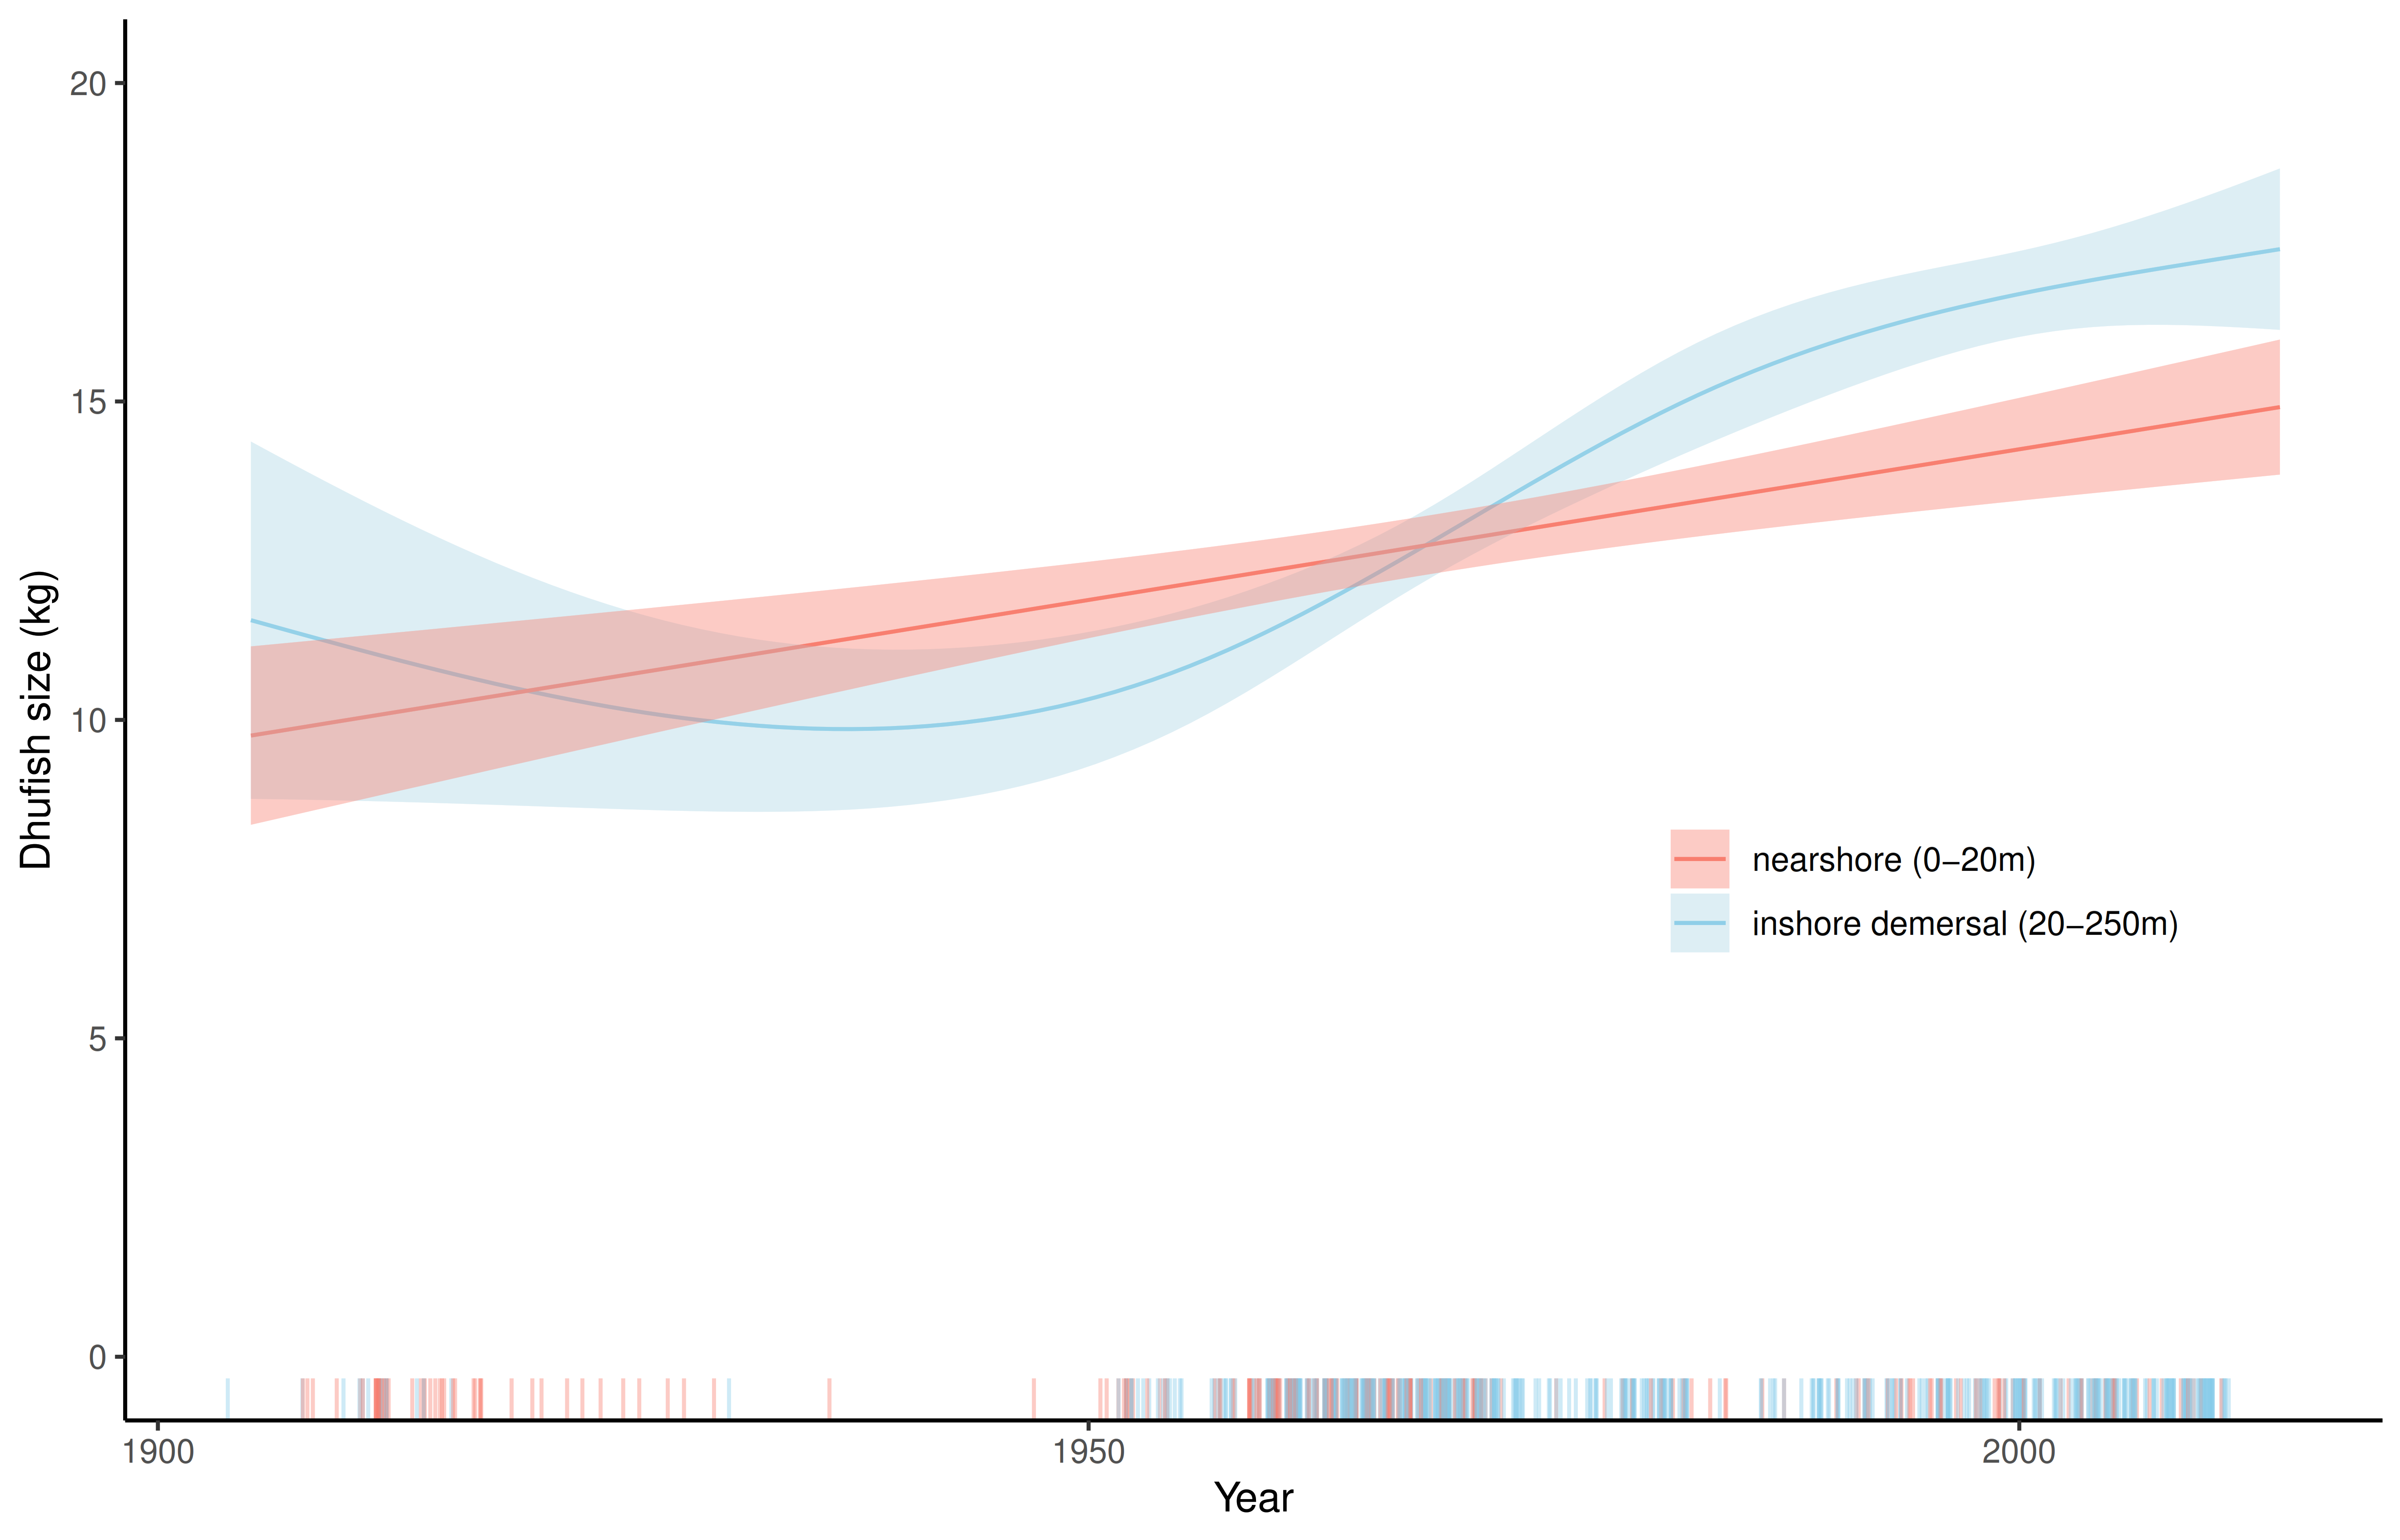 20
15
10
5
0
Dhufish size (kg)
nearshore (0−20m)
inshore demersal (20−250m)
1900
1950
2000
Year